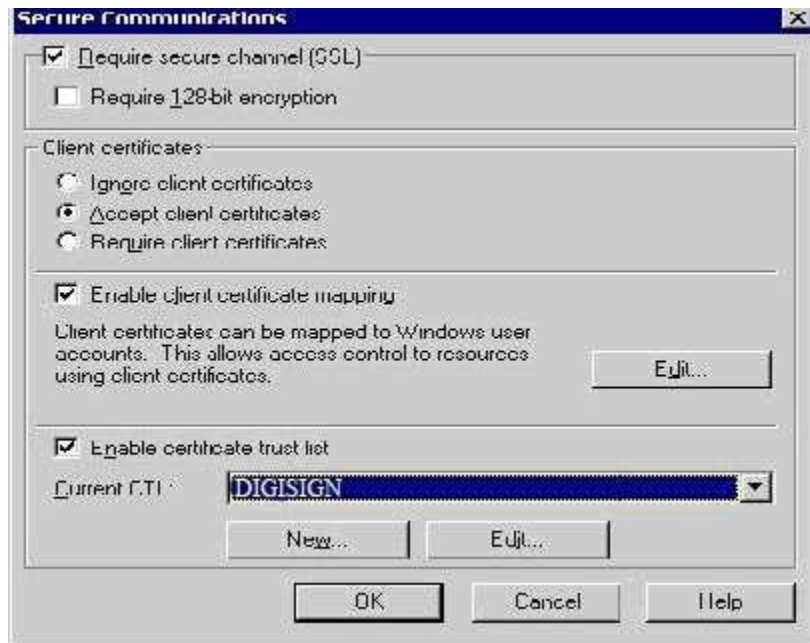 Secure Communications
Require secure channel (SSL)
Require 128-bit encryption
Client certificates
Ignore client certificates
Accept client certificates
Require client certificates
Enable client certificate mapping
Client certificates can be mapped to Windows user
accounts. This allows access control to resources
using client certificates.
Edit...
Enable certificate trust list
Current CTL:
DIGISIGN
New...
Edit...
OK
Cancel
Help